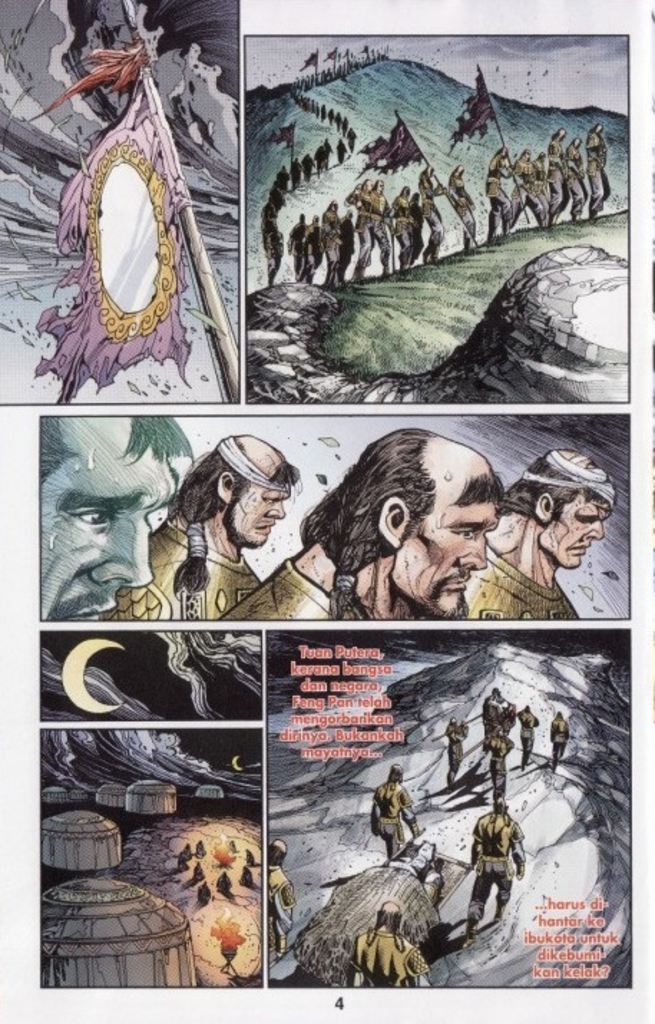 Tuan Putera,
kerana bangsa
dan negara,
Feng Pan telah
mengorbankan
dirinya. Bukankah
mayatnya...
...harus di-
hantar ke
ibukota untuk
dikebumi-
kan kelak?
4